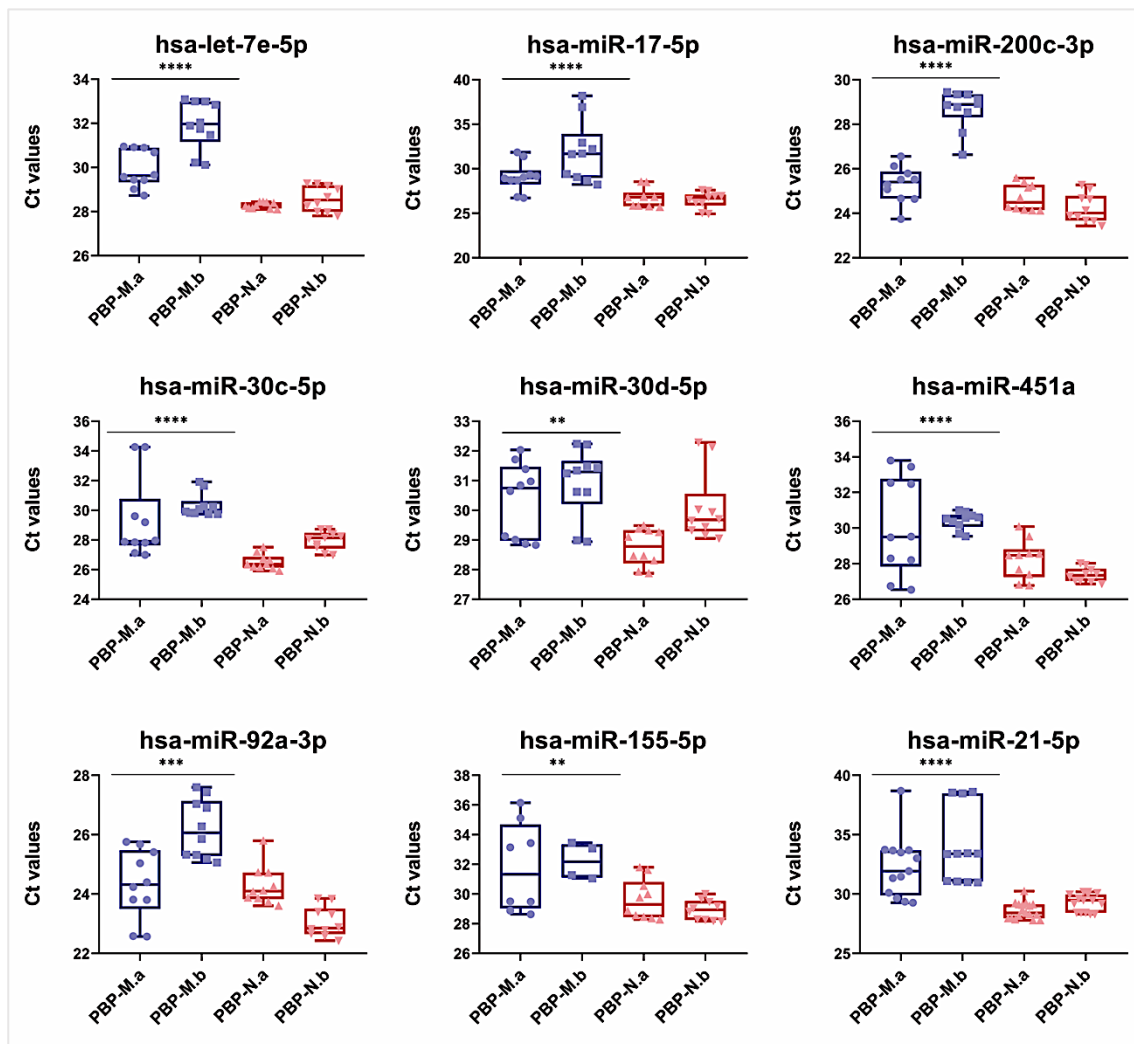 hsa-let-7e-5p
****
Ct values
34
32
30
28
26
PBP-M.a
PBP-M.b
PBP-N.a
PBP-N.b
hsa-miR-17-5p
****
Ct values
40
35
30
25
20
PBP-M.a
PBP-M.b
PBP-N.a
PBP-N.b
hsa-miR-200c-3p
****
Ct values
30
28
26
24
22
PBP-M.a
PBP-M.b
PBP-N.a
PBP-N.b
hsa-miR-30c-5p
****
Ct values
36
34
32
30
28
26
24
PBP-M.a
PBP-M.b
PBP-N.a
PBP-N.b
hsa-miR-30d-5p
**
Ct values
33
32
31
30
29
28
27
PBP-M.a
PBP-M.b
PBP-N.a
PBP-N.b
hsa-miR-451a
****
Ct values
36
34
32
30
28
26
PBP-M.a
PBP-M.b
PBP-N.a
PBP-N.b
hsa-miR-92a-3p
***
Ct values
28
26
24
22
PBP-M.a
PBP-M.b
PBP-N.a
PBP-N.b
hsa-miR-155-5p
**
Ct values
38
36
34
32
30
28
26
PBP-M.a
PBP-M.b
PBP-N.a
PBP-N.b
hsa-miR-21-5p
****
Ct values
40
35
30
25
PBP-M.a
PBP-M.b
PBP-N.a
PBP-N.b